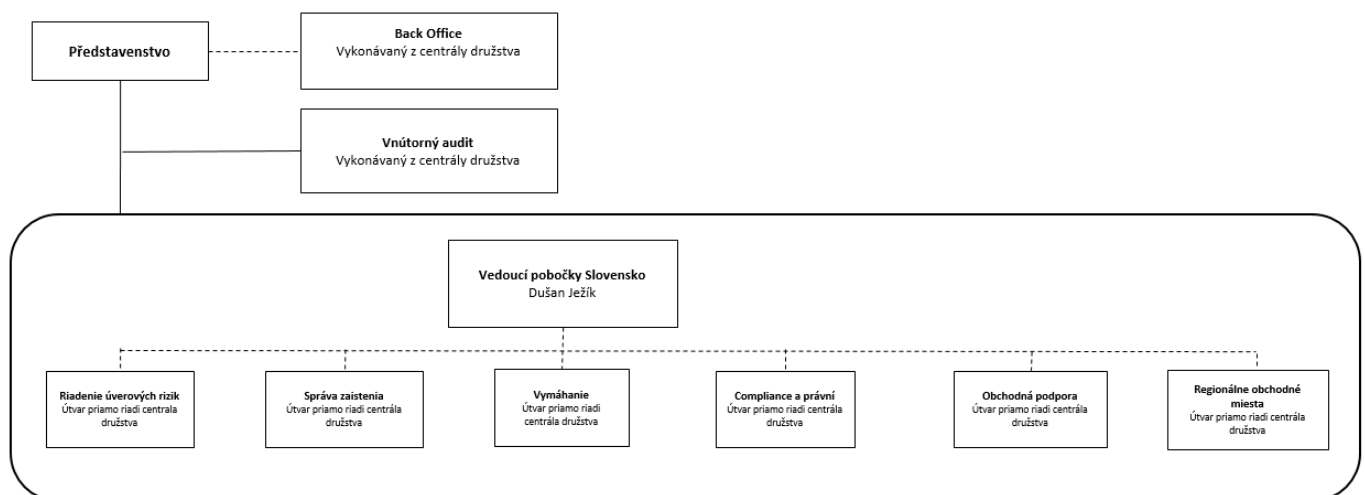 Představenstvo
Back Office
Vykonávaný z centrály družstva
Vnútorný audit
Vykonávaný z centrály družstva
Vedoucí pobočky Slovensko
Dušan Ježík
Riadenie úverových rizik
Útvar priamo riadi centrala
družstva
Správa zaistenia
Útvar priamo riadi centrála
družstva
Vymáhanie
Útvar priamo riadi
centrála družstva
Compliance a právní
Útvar priamo riadi centrála
družstva
Obchodná podpora
Útvar priamo riadi centrála
družstva
Regionálne obchodné
miesta
Útvar priamo riadi centrála
družstva